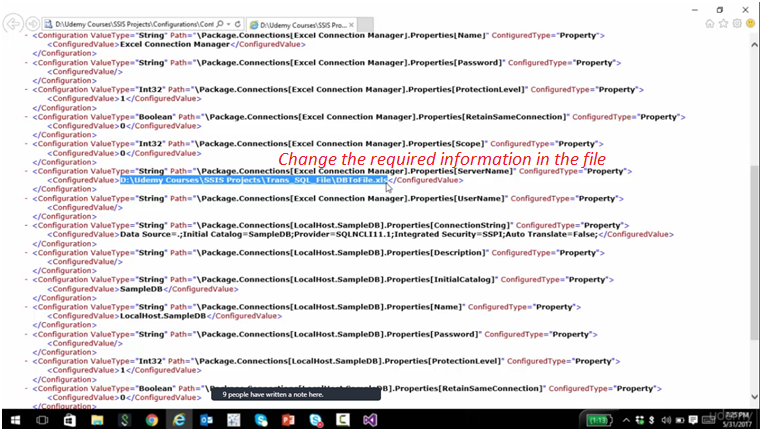 D:\Udemy Courses\SSIS Projects\Configurations\Conf
D:\Udemy Courses\SSIS Pro...
- <Configuration ValueType="String" Path="\Package.Connections[Excel Connection Manager].Properties[Name]" ConfiguredType="Property">
<ConfiguredValue>Excel Connection Manager</ConfiguredValue>
</Configuration>
- <Configuration ValueType="String" Path="\Package.Connections[Excel Connection Manager].Properties[Password]" ConfiguredType="Property">
<ConfiguredValue/>
</Configuration>
- <Configuration ValueType="Int32" Path="\Package.Connections[Excel Connection Manager].Properties[ProtectionLevel]" ConfiguredType="Property">
<ConfiguredValue>1</ConfiguredValue>
</Configuration>
- <Configuration ValueType="Boolean" Path="\Package.Connections[Excel Connection Manager].Properties[RetainSameConnection]" ConfiguredType="Property">
<ConfiguredValue>0</ConfiguredValue>
</Configuration>
- <Configuration ValueType="Int32" Path="\Package.Connections[Excel Connection Manager].Properties[Scope]" ConfiguredType="Property">
<ConfiguredValue>0</ConfiguredValue>
</Configuration>
Change the required information in the file
- <Configuration ValueType="String" Path="\Package.Connections[Excel Connection Manager].Properties[ServerName]" ConfiguredType="Property">
<ConfiguredValue>D:\Udemy Courses\SSIS Projects\Trans_SQL_File\DBToFile.xls</ConfiguredValue>
</Configuration>
- <Configuration ValueType="String" Path="\Package.Connections[Excel Connection Manager].Properties[UserName]" ConfiguredType="Property">
<ConfiguredValue/>
</Configuration>
- <Configuration ValueType="String" Path="\Package.Connections[LocalHost.SampleDB].Properties[ConnectionString]" ConfiguredType="Property">
<ConfiguredValue>Data Source=.;Initial Catalog=SampleDB;Provider=SQLNCLI11.1;Integrated Security=SSPI;Auto Translate=False;</ConfiguredValue>
</Configuration>
- <Configuration ValueType="String" Path="\Package.Connections[LocalHost.SampleDB].Properties[Description]" ConfiguredType="Property">
<ConfiguredValue/>
</Configuration>
- <Configuration ValueType="String" Path="\Package.Connections[LocalHost.SampleDB].Properties[InitialCatalog]" ConfiguredType="Property">
<ConfiguredValue>SampleDB</ConfiguredValue>
</Configuration>
- <Configuration ValueType="String" Path="\Package.Connections[LocalHost.SampleDB].Properties[Name]" ConfiguredType="Property">
<ConfiguredValue>LocalHost.SampleDB</ConfiguredValue>
</Configuration>
- <Configuration ValueType="String" Path="\Package.Connections[LocalHost.SampleDB].Properties[Password]" ConfiguredType="Property">
<ConfiguredValue/>
</Configuration>
- <Configuration ValueType="Int32" Path="\Package.Connections[LocalHost.SampleDB].Properties[ProtectionLevel]" ConfiguredType="Property">
<ConfiguredValue>1</ConfiguredValue>
</Configuration>
- <Configuration ValueType="Boolean" Path="\Package.Connections[LocalHost.SampleDB].Properties[RetainSameConnection]" ConfiguredType="Property">
<ConfiguredValue>0</ConfiguredValue>
9 people have written a note here.
</Configuration>
1:13
5/31/2017